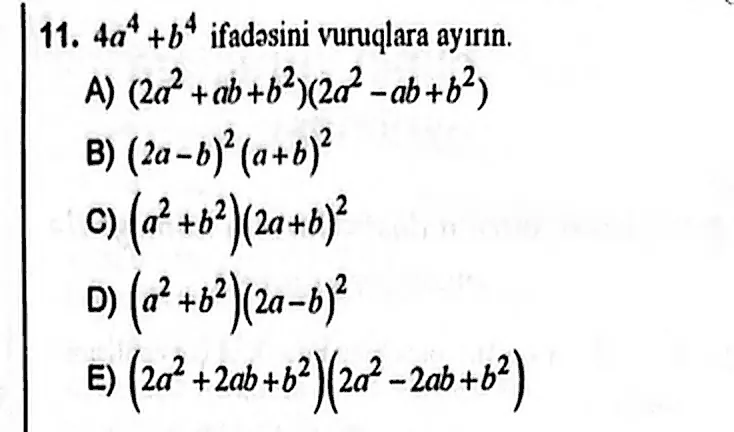 11. 4a⁴ + b⁴ ifadəsini vuruqlara ayırın.
A) (2a² + ab + b²)(2a² − ab + b²)
B) (2a − b)² (a + b)²
C) (a² + b²)(2a + b)²
D) (a² + b²)(2a − b)²
E) (2a² + 2ab + b²)(2a² − 2ab + b²)